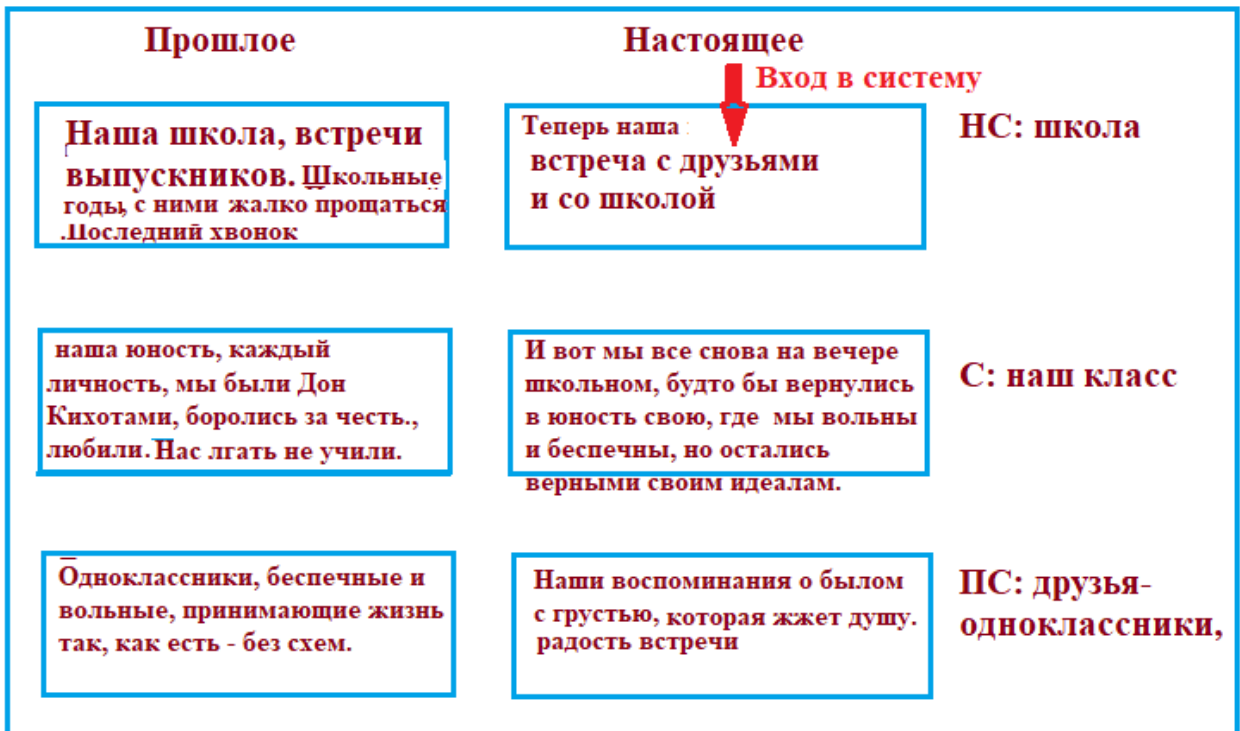 Прошлое
Настоящее
Вход в систему
Наша школа, встречи
выпускников. Школьные
годы, с ними жалко прощаться
.Последний хвонок
Теперь наша
встреча с друзьями
и со школой
НС: школа
наша юность, каждый
личность, мы были Дон
Кихотами, боролись за честь.,
любили. Нас лгать не учили.
И вот мы все снова на вечере
школьном, будто бы вернулись
в юность свою, где мы вольны
и беспечны, но остались
верными своим идеалам.
С: наш класс
Одноклассники, беспечные и
вольные, принимающие жизнь
так, как есть - без схем.
Наши воспоминания о былом
с грустью, которая жжет душу.
радость встречи
ПС: друзья-
одноклассники,